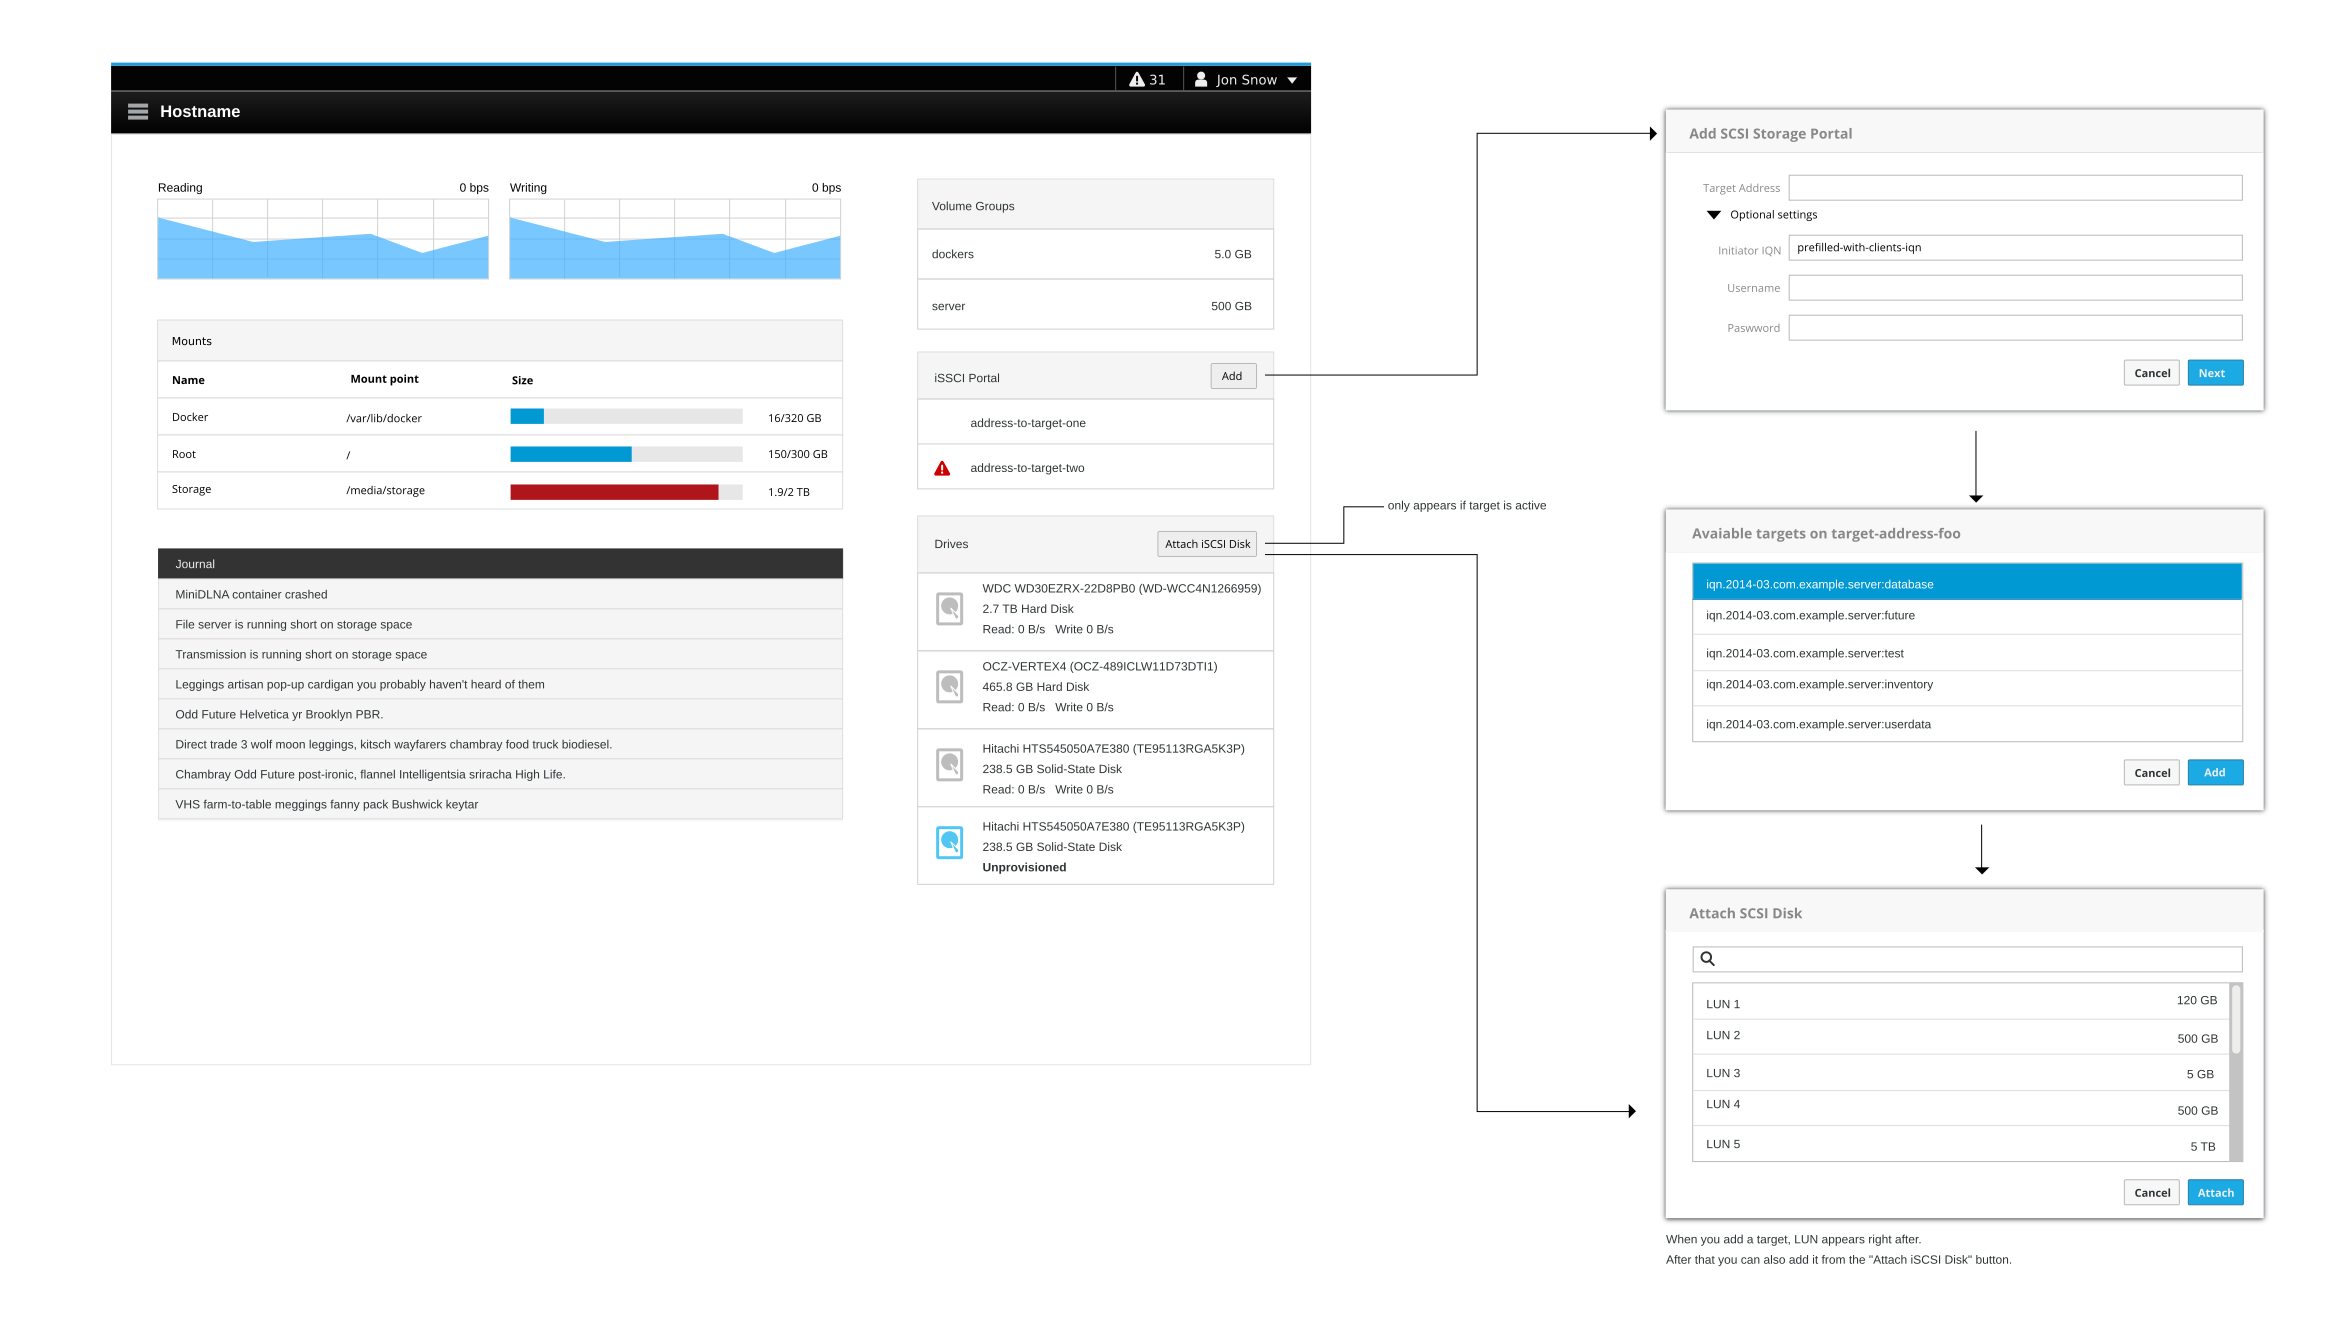 31
Jon Snow
Hostname
Reading 0 bps
Writing 0 bps
Mounts
Name Mount point Size
Docker /var/lib/docker 16/320 GB
Root / 150/300 GB
Storage /media/storage 1.9/2 TB
Journal
MiniDLNA container crashed
File server is running short on storage space
Transmission is running short on storage space
Leggings artisan pop-up cardigan you probably haven't heard of them
Odd Future Helvetica yr Brooklyn PBR.
Direct trade 3 wolf moon leggings, kitsch wayfarers chambray food truck biodiesel.
Chambray Odd Future post-ironic, flannel Intelligentsia sriracha High Life.
VHS farm-to-table meggings fanny pack Bushwick keytar
Volume Groups
dockers 5.0 GB
server 500 GB
iSSCI Portal Add
address-to-target-one
address-to-target-two
Drives Attach iSCSI Disk
WDC WD30EZRX-22D8PB0 (WD-WCC4N1266959)
2.7 TB Hard Disk
Read: 0 B/s Write 0 B/s
OCZ-VERTEX4 (OCZ-489ICLW11D73DTI1)
465.8 GB Hard Disk
Read: 0 B/s Write 0 B/s
Hitachi HTS545050A7E380 (TE95113RGA5K3P)
238.5 GB Solid-State Disk
Read: 0 B/s Write 0 B/s
Hitachi HTS545050A7E380 (TE95113RGA5K3P)
238.5 GB Solid-State Disk
Unprovisioned
only appears if target is active
Add SCSI Storage Portal
Target Address
Optional settings
Initiator IQN prefilled-with-clients-iqn
Username
Paswword
Cancel Next
Avaiable targets on target-address-foo
iqn.2014-03.com.example.server:database
iqn.2014-03.com.example.server:future
iqn.2014-03.com.example.server:test
iqn.2014-03.com.example.server:inventory
iqn.2014-03.com.example.server:userdata
Cancel Add
Attach SCSI Disk
LUN 1 120 GB
LUN 2 500 GB
LUN 3 5 GB
LUN 4 500 GB
LUN 5 5 TB
Cancel Attach
When you add a target, LUN appears right after.
After that you can also add it from the "Attach iSCSI Disk" button.